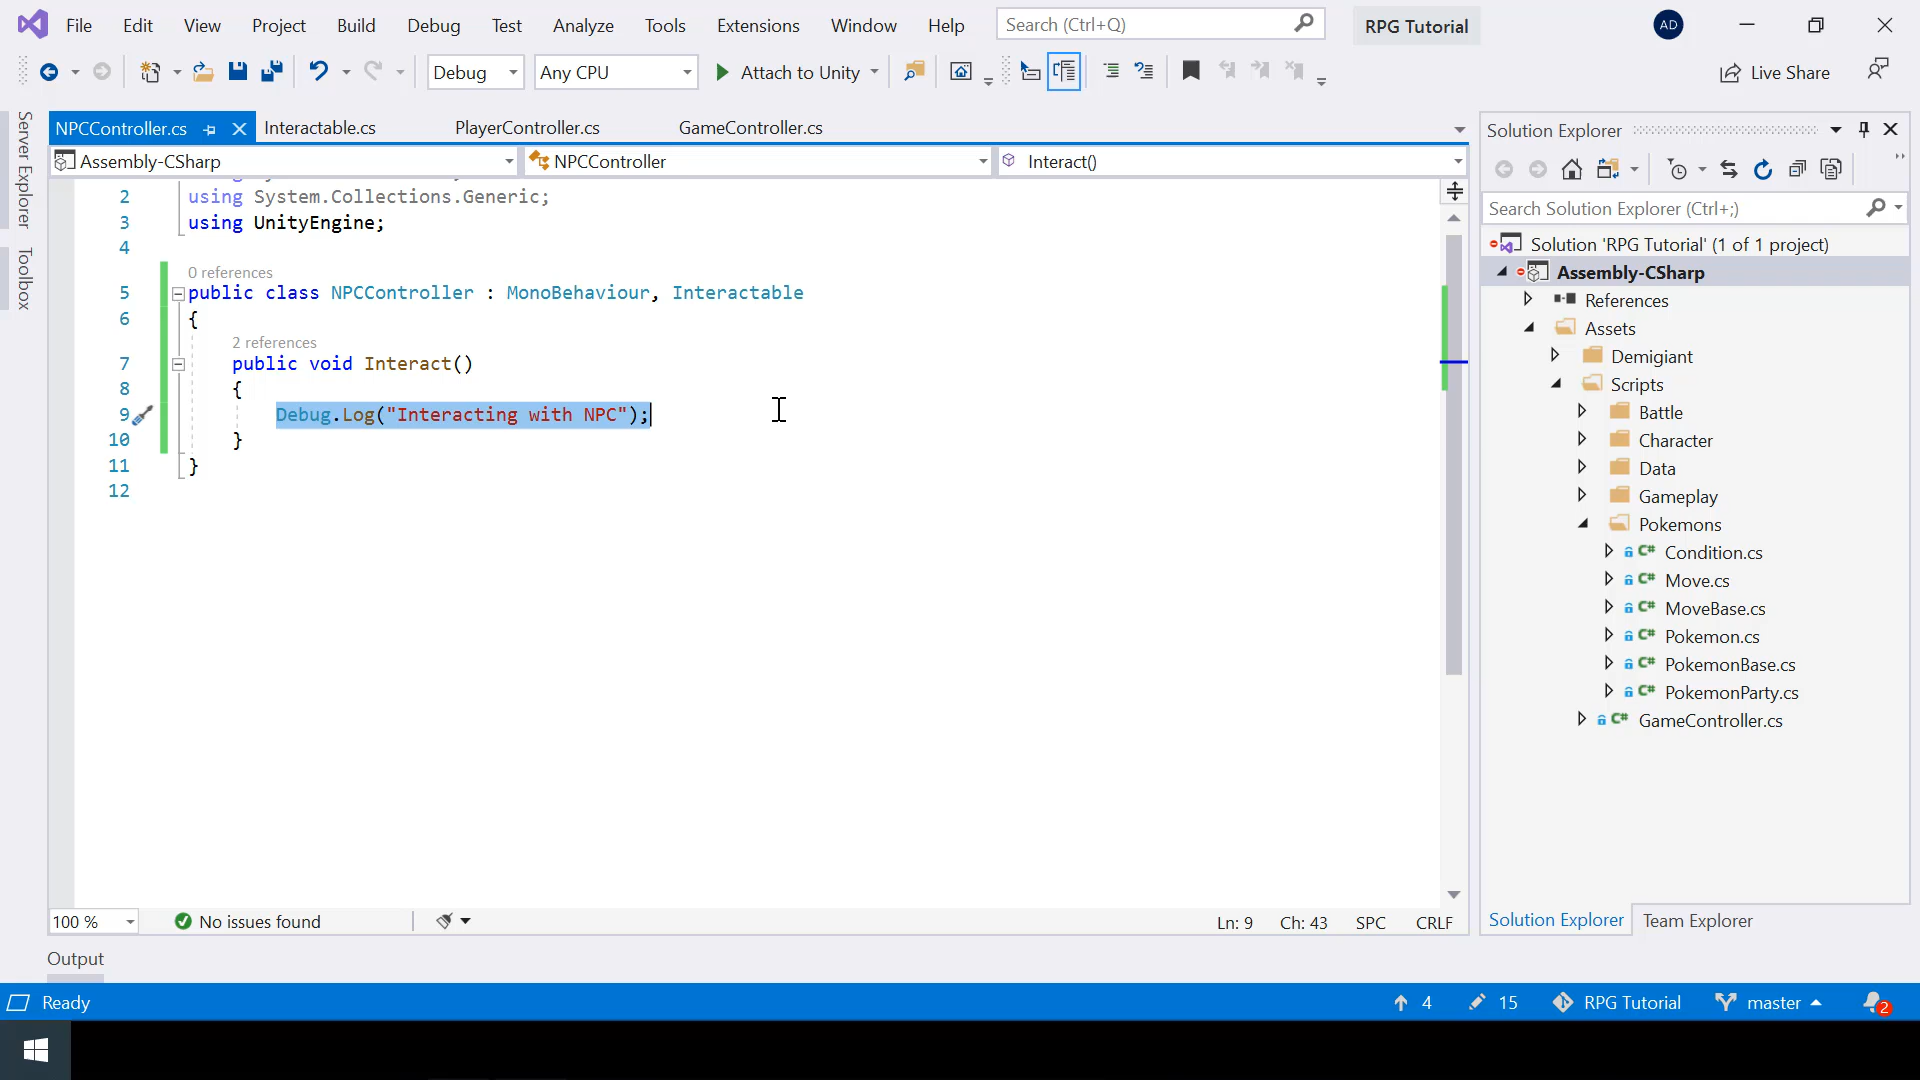 File Edit View Project Build Debug Test Analyze Tools Extensions Window Help Search (Ctrl+Q) RPG Tutorial AD
Debug Any CPU Attach to Unity Live Share
Server Explorer
Toolbox
NPCController.cs Interactable.cs PlayerController.cs GameController.cs
Assembly-CSharp NPCController Interact()
2 using System.Collections.Generic;
3 using UnityEngine;
4
0 references
5 public class NPCController : MonoBehaviour, Interactable
6 {
2 references
7 public void Interact()
8 {
9 Debug.Log("Interacting with NPC");
10 }
11 }
12
100 % No issues found Ln: 9 Ch: 43 SPC CRLF
Output
Solution Explorer
Search Solution Explorer (Ctrl+;)
Solution 'RPG Tutorial' (1 of 1 project)
Assembly-CSharp
References
Assets
Demigiant
Scripts
Battle
Character
Data
Gameplay
Pokemons
C# Condition.cs
C# Move.cs
C# MoveBase.cs
C# Pokemon.cs
C# PokemonBase.cs
C# PokemonParty.cs
C# GameController.cs
Solution Explorer Team Explorer
Ready 4 15 RPG Tutorial master 2